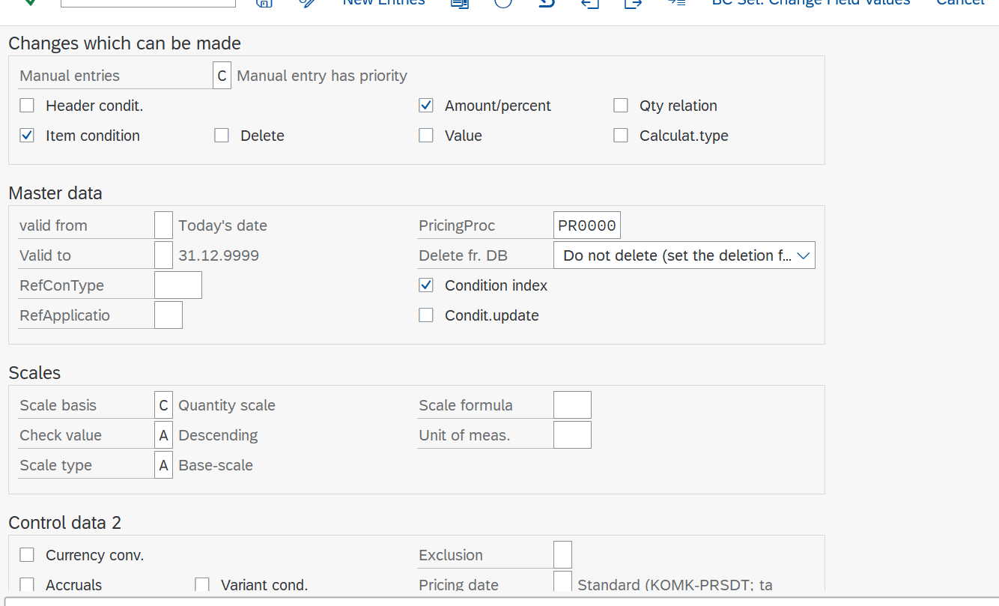 New Entries BC Set: Change Field Values Cancel
Changes which can be made
Manual entries C Manual entry has priority
Header condit. Amount/percent Qty relation
Item condition Delete Value Calculat.type
Master data
valid from Today's date PricingProc PR0000
Valid to 31.12.9999 Delete fr. DB Do not delete (set the deletion f...
RefConType Condition index
RefApplicatio Condit.update
Scales
Scale basis C Quantity scale Scale formula
Check value A Descending Unit of meas.
Scale type A Base-scale
Control data 2
Currency conv. Exclusion
Accruals Variant cond. Pricing date Standard (KOMK-PRSDT; ta